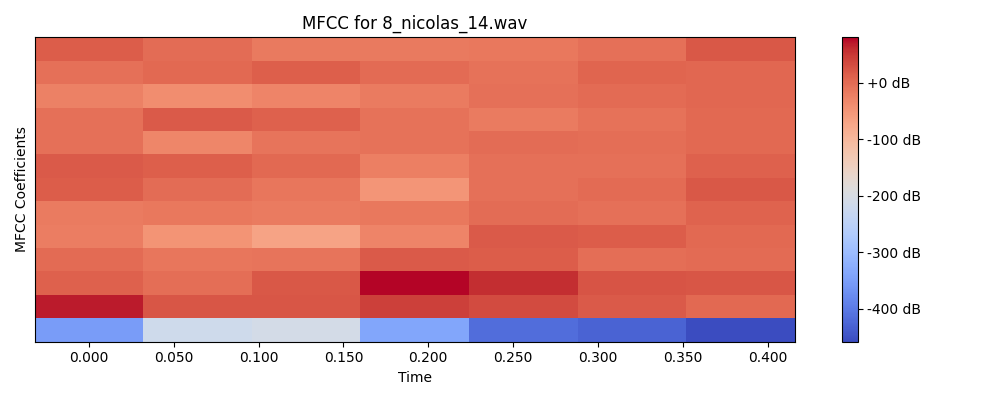 MFCC for 8_nicolas_14.wav
MFCC Coefficients
0.000 0.050 0.100 0.150 0.200 0.250 0.300 0.350 0.400
Time
+0 dB
-100 dB
-200 dB
-300 dB
-400 dB